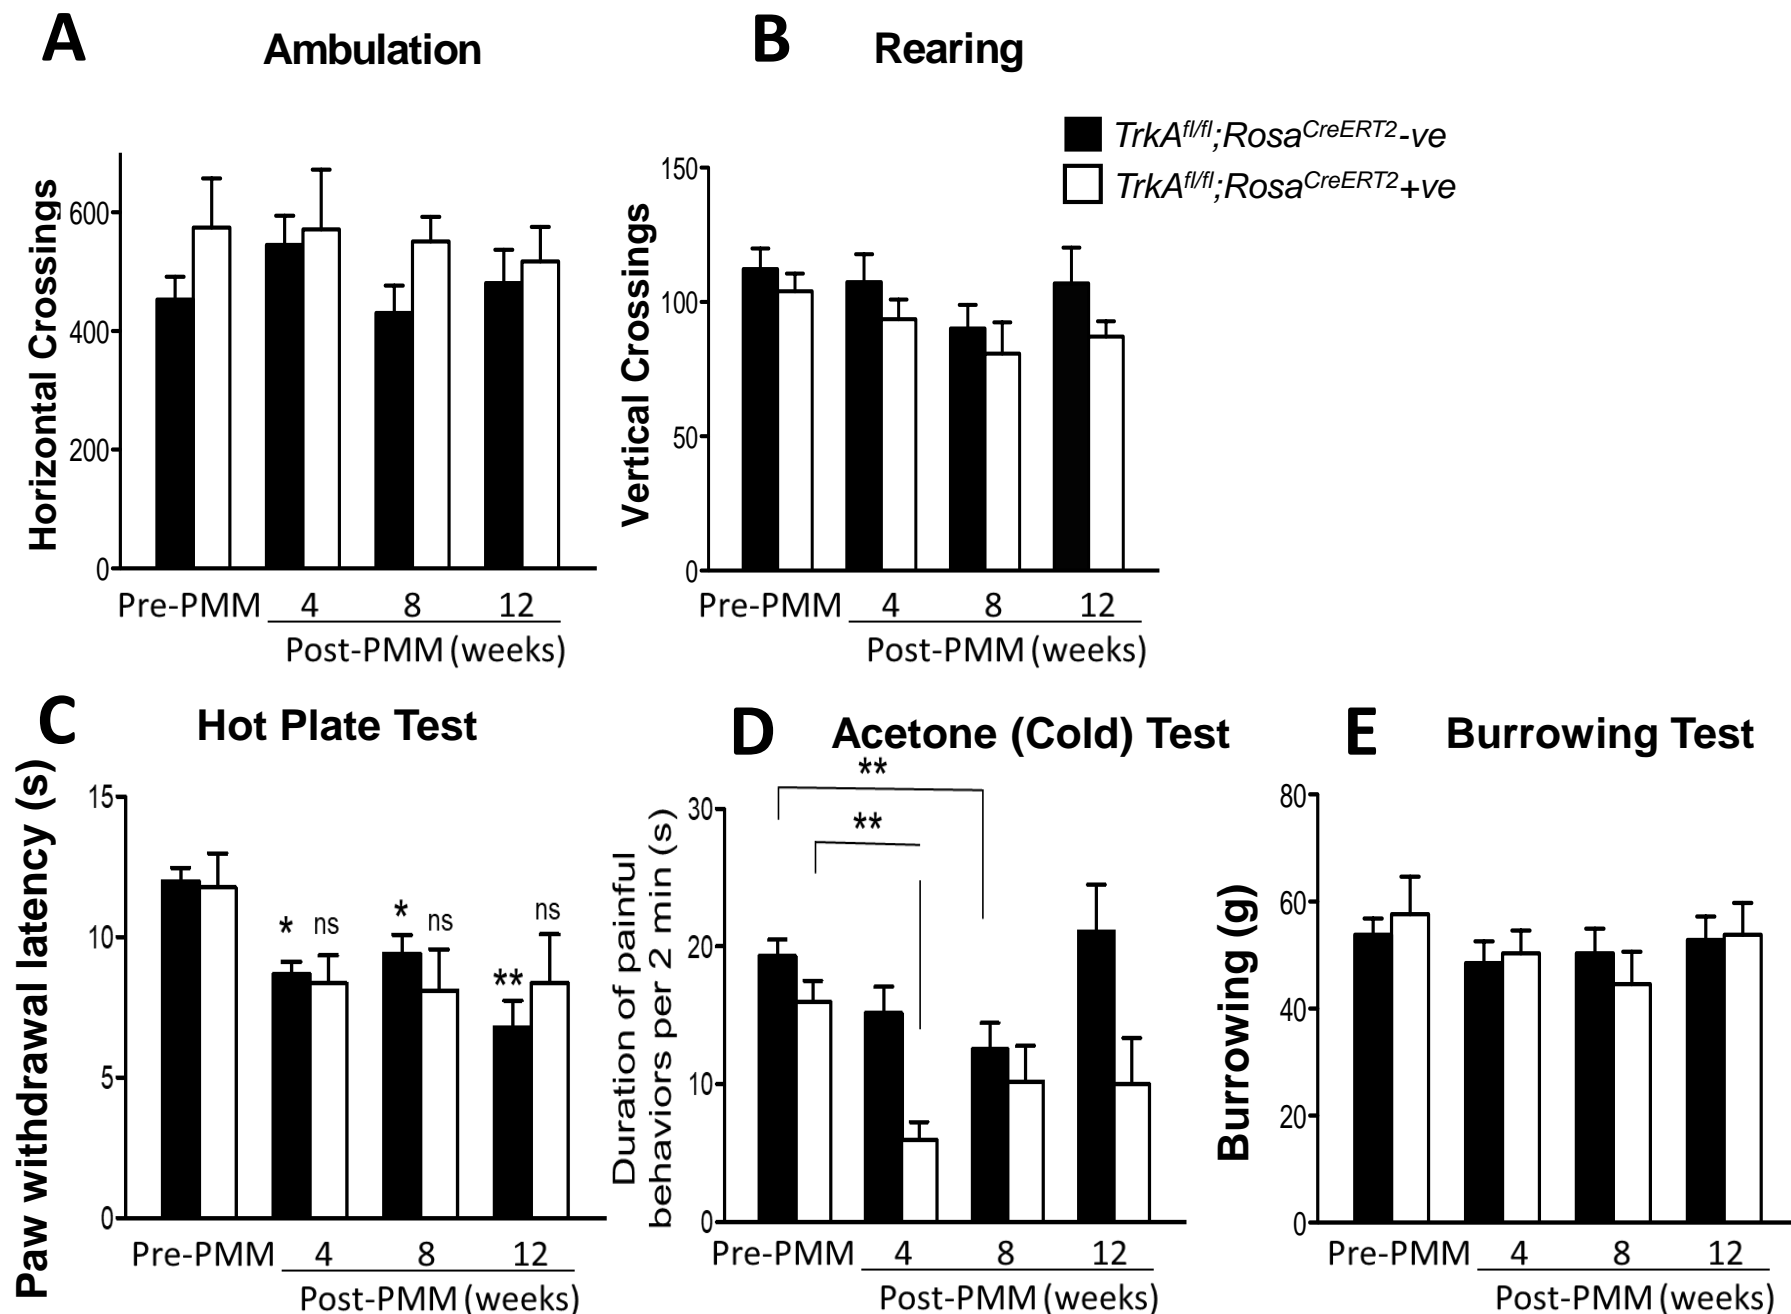 A Ambulation
B Rearing
TrkAfl/fl;RosaCreERT2-ve
TrkAfl/fl;RosaCreERT2+ve
Horizontal Crossings
600
400
200
0
Pre-PMM 4 8 12
Post-PMM (weeks)
Vertical Crossings
150
100
50
0
Pre-PMM 4 8 12
Post-PMM (weeks)
C Hot Plate Test
Paw withdrawal latency (s)
15
10
5
0
* ns * ns ** ns
Pre-PMM 4 8 12
Post-PMM (weeks)
D Acetone (Cold) Test
**
**
Duration of painful
behaviors per 2 min (s)
30
20
10
0
Pre-PMM 4 8 12
Post-PMM (weeks)
E Burrowing Test
Burrowing (g)
80
60
40
20
0
Pre-PMM 4 8 12
Post-PMM (weeks)